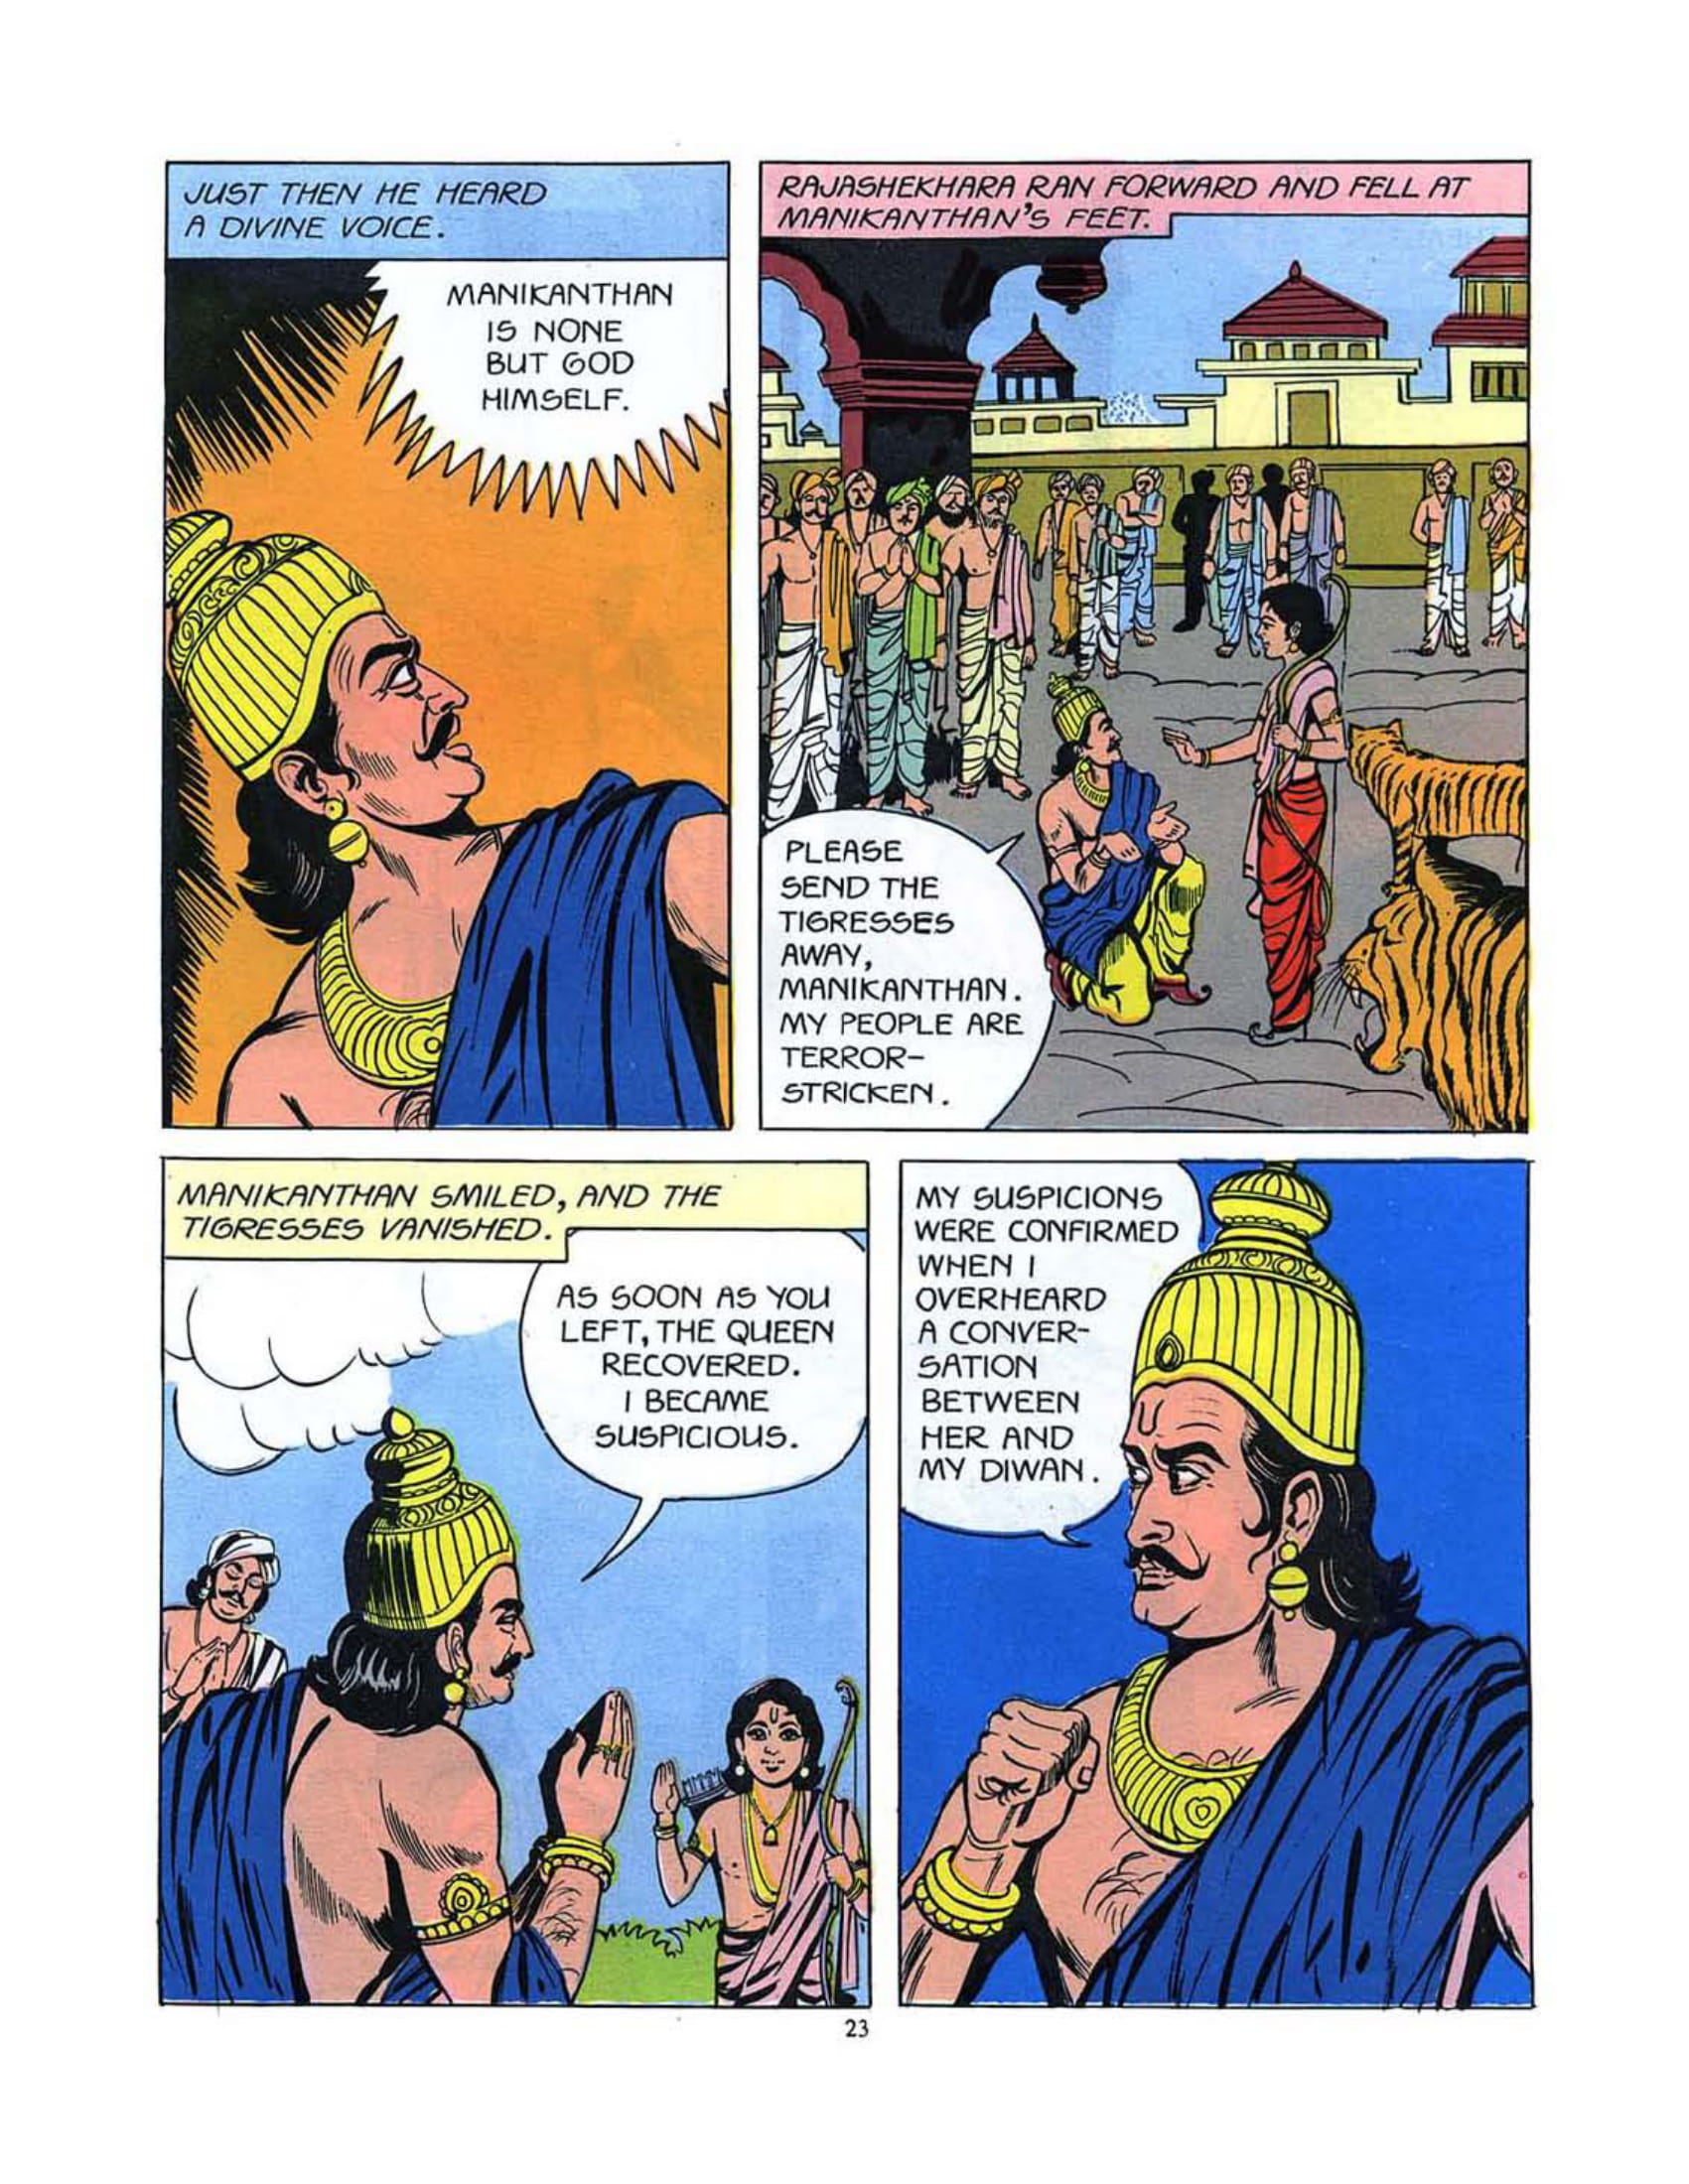 JUST THEN HE HEARD
A DIVINE VOICE.
MANIKANTHAN
IS NONE
BUT GOD
HIMSELF.
RAJASHEKHARA RAN FORWARD AND FELL AT
MANIKANTHAN'S FEET.
PLEASE
SEND THE
TIGRESSES
AWAY,
MANIKANTHAN.
MY PEOPLE ARE
TERROR-
STRICKEN.
MANIKANTHAN SMILED, AND THE
TIGRESSES VANISHED.
AS SOON AS YOU
LEFT, THE QUEEN
RECOVERED.
I BECAME
SUSPICIOUS.
MY SUSPICIONS
WERE CONFIRMED
WHEN I
OVERHEARD
A CONVER-
SATION
BETWEEN
HER AND
MY DIWAN.
23